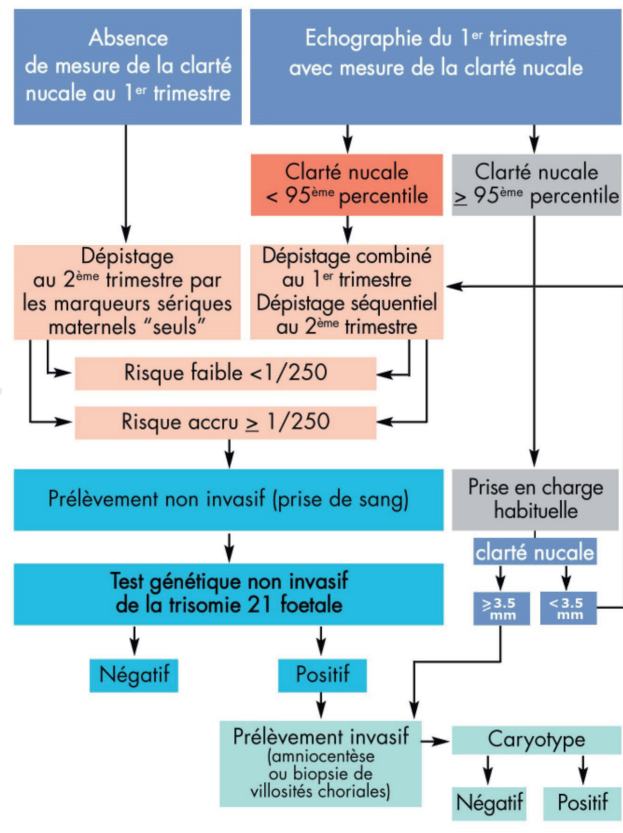 Absence
de mesure de la clarté
nucale au 1er trimestre
Echographie du 1er trimestre
avec mesure de la clarté nucale
Clarté nucale
< 95ème percentile
Clarté nucale
≥ 95ème percentile
Dépistage
au 2ème trimestre par
les marqueurs sériques
maternels “seuls”
Dépistage combiné
au 1er trimestre
Dépistage séquentiel
au 2ème trimestre
Risque faible <1/250
Risque accru ≥ 1/250
Prélèvement non invasif (prise de sang)
Prise en charge
habituelle
clarté nucale
≥3.5
mm
<3.5
mm
Test génétique non invasif
de la trisomie 21 foetale
Négatif
Positif
Prélèvement invasif
(amniocentèse
ou biopsie de
villosités choriales)
Caryotype
Négatif
Positif